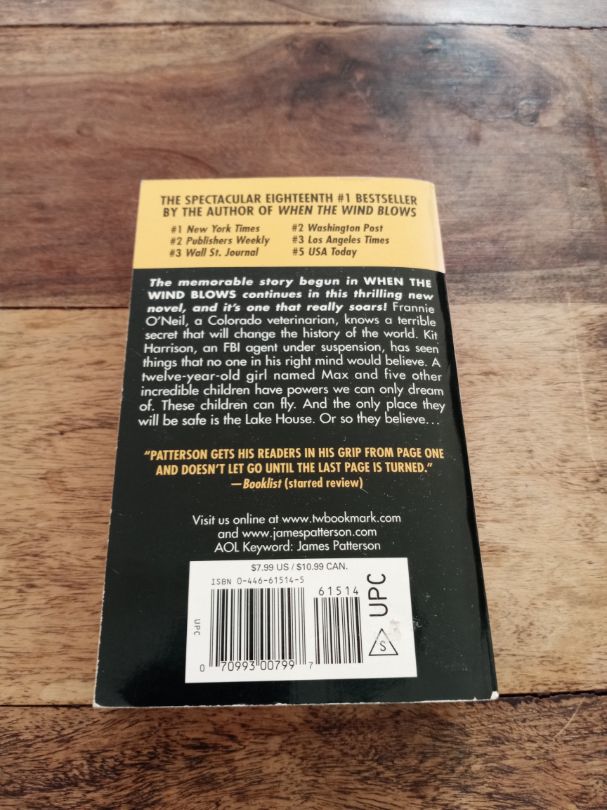 THE SPECTACULAR EIGHTEENTH #1 BESTSELLER
BY THE AUTHOR OF WHEN THE WIND BLOWS
#1 New York Times #2 Washington Post
#2 Publishers Weekly #3 Los Angeles Times
#3 Wall St. Journal #5 USA Today
The memorable story begun in WHEN THE
WIND BLOWS continues in this thrilling new
novel, and it's one that really soars! Frannie
O'Neil, a Colorado veterinarian, knows a terrible
secret that will change the history of the world. Kit
Harrison, an FBI agent under suspension, has seen
things that no one in his right mind would believe. A
twelve-year-old girl named Max and five other
incredible children have powers we can only dream
of. These children can fly. And the only place they
will be safe is the Lake House. Or so they believe...
"PATTERSON GETS HIS READERS IN HIS GRIP FROM PAGE ONE
AND DOESN'T LET GO UNTIL THE LAST PAGE IS TURNED."
—Booklist (starred review)
Visit us online at www.twbookmark.com
and www.jamespatterson.com
AOL Keyword: James Patterson
$7.99 US / $10.99 CAN.
ISBN 0-446-61514-5
61514
UPC
UPC
S
0 70993 00799 7